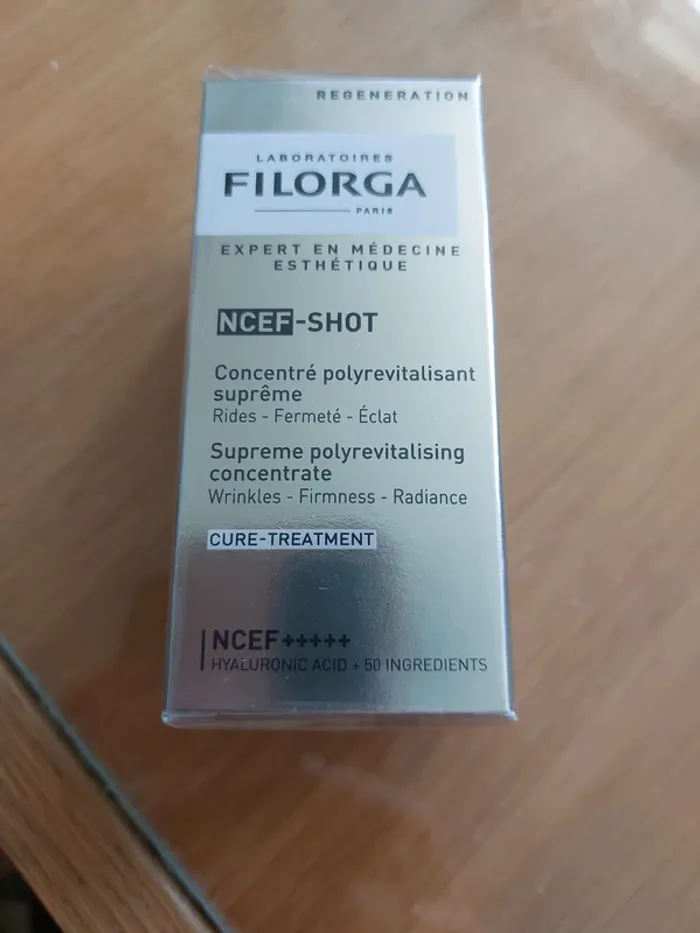 REGENERATION
LABORATOIRES
FILORGA
PARIS
EXPERT EN MÉDECINE
ESTHÉTIQUE
NCEF-SHOT
Concentré polyrevitalisant
suprême
Rides - Fermeté - Éclat
Supreme polyrevitalising
concentrate
Wrinkles - Firmness - Radiance
CURE-TREATMENT
NCEF+++++
HYALURONIC ACID + 50 INGREDIENTS